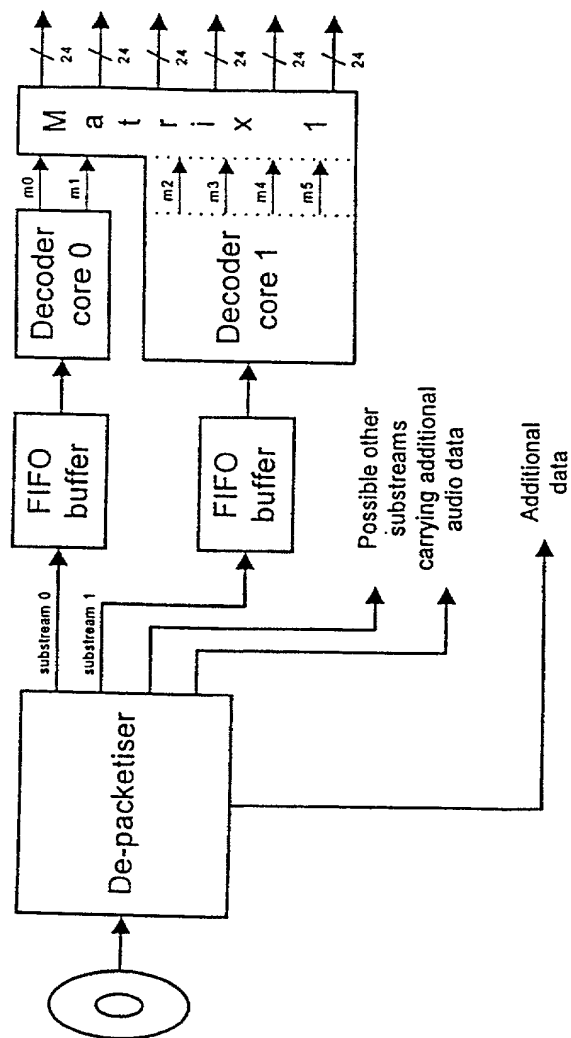 De-packetiser
substream 0
substream 1
FIFO
buffer
FIFO
buffer
Decoder
core 0
Decoder
core 1
m0
m1
m2
m3
m4
m5
Matrix 1
24
24
24
24
24
24
Possible other
substreams
carrying additional
audio data
Additional
data